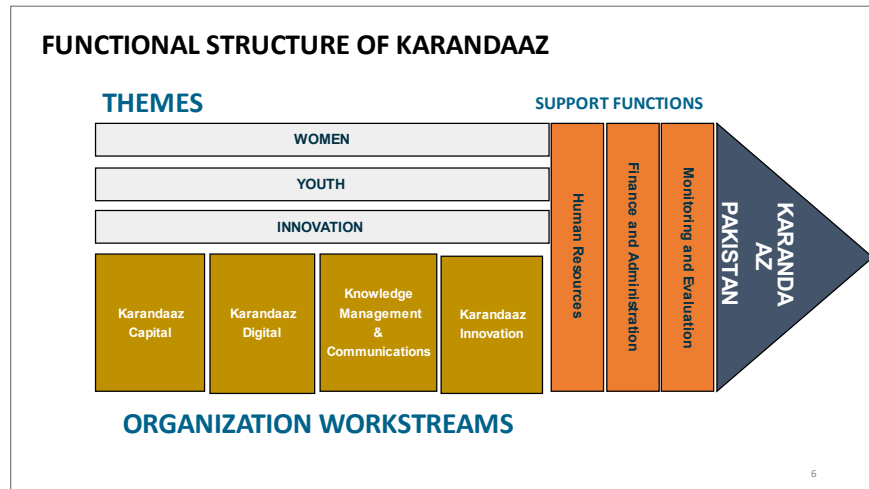 FUNCTIONAL STRUCTURE OF KARANDAAZ
THEMES
SUPPORT FUNCTIONS
WOMEN
YOUTH
INNOVATION
Karandaaz
Capital
Karandaaz
Digital
Knowledge
Management
&
Communications
Karandaaz
Innovation
Human Resources
Finance and Administration
Monitoring and Evaluation
KARANDA
AZ
PAKISTAN
ORGANIZATION WORKSTREAMS
6